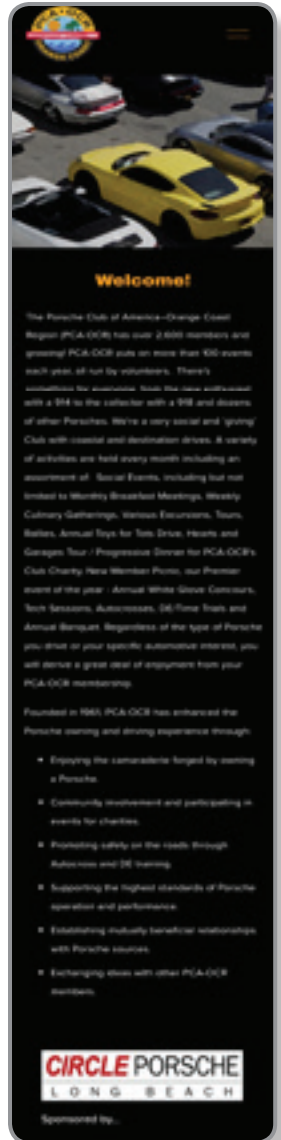 PCA•OCR
ORANGE COAST
Welcome!
The Porsche Club of America-Orange Coast
Region (PCA-OCR) has over 2,600 members and
growing! PCA-OCR puts on more than 100 events
each year, all run by volunteers. There's
something for everyone, from the new enthusiast
with a 914 to the collector with a 918 and dozens
of other Porsches. We're a very social and 'giving'
Club with coastal and destination drives. A variety
of activities are held every month including an
assortment of: Social Events, including but not
limited to Monthly Breakfast Meetings, Weekly
Culinary Gatherings, Various Excursions, Tours,
Rallies, Annual Toys for Tots Drive, Hearts and
Garages Tour / Progressive Dinner for PCA-OCR's
Club Charity, New Member Picnic, our Premier
event of the year - Annual White Glove Concours,
Tech Sessions, Autocrosses, DE/Time Trials and
Annual Banquet. Regardless of the type of Porsche
you drive or your specific automotive interest, you
will derive a great deal of enjoyment from your
PCA-OCR membership.
Founded in 1961, PCA-OCR has enhanced the
Porsche owning and driving experience through:
Enjoying the camaraderie forged by owning
a Porsche.
Community involvement and participating in
events for charities.
Promoting safety on the roads through
Autocross and DE training.
Supporting the highest standards of Porsche
operation and performance.
Establishing mutually beneficial relationships
with Porsche sources.
Exchanging ideas with other PCA-OCR
members.
CIRCLE PORSCHE
LONG BEACH
Sponsored by...